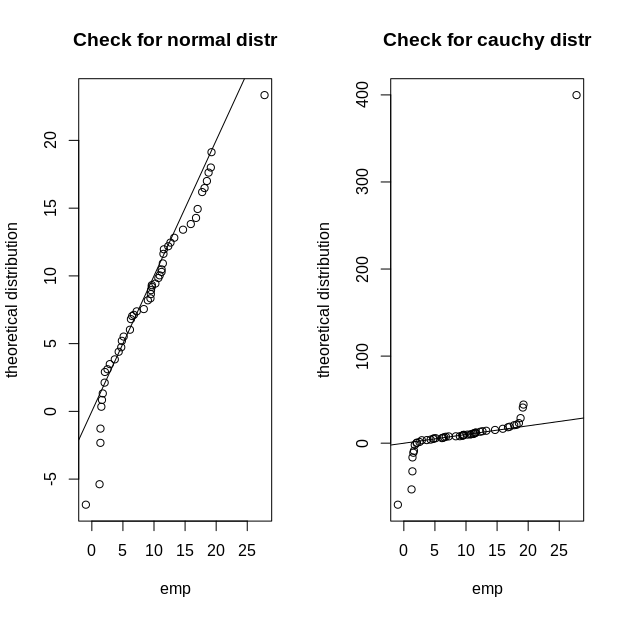 Check for normal distr
theoretical distribution
20
15
10
5
0
-5
0 5 10 15 20 25
emp
Check for cauchy distr
theoretical distribution
400
300
200
100
0
0 5 10 15 20 25
emp